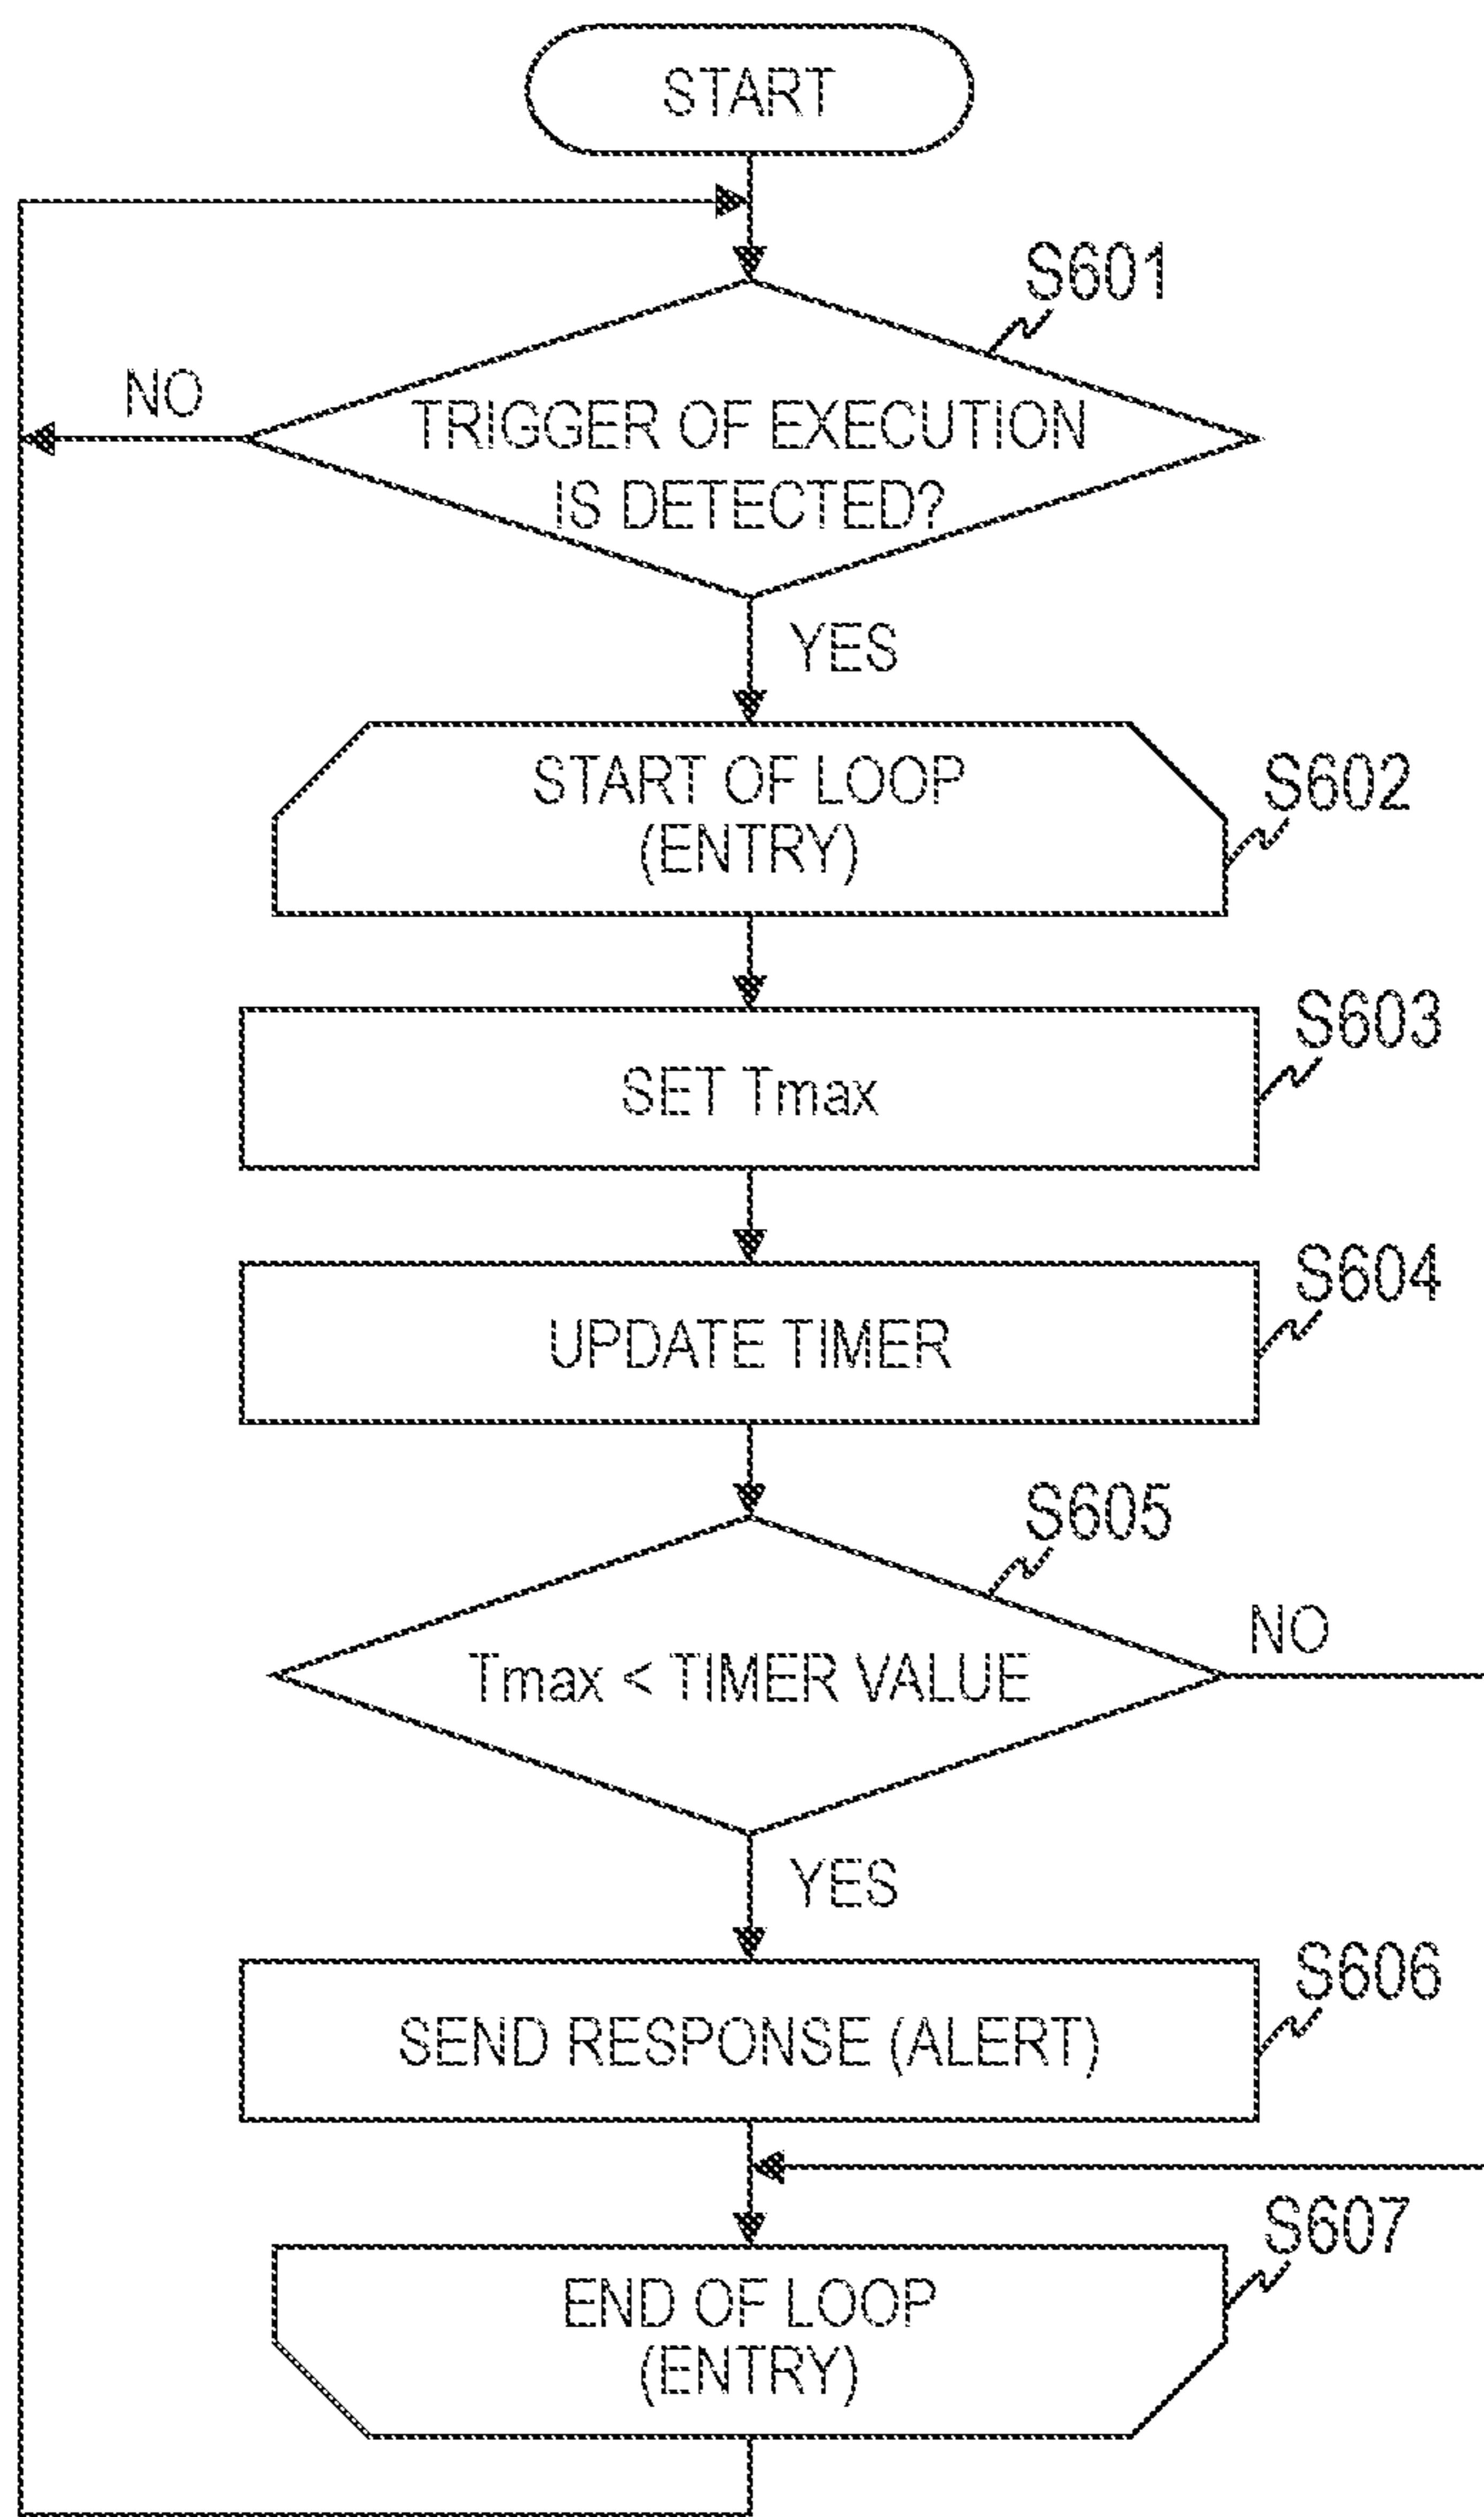 START
S601
NO
TRIGGER OF EXECUTION
IS DETECTED?
YES
START OF LOOP
(ENTRY)
S602
S603
SET Tmax
S604
UPDATE TIMER
S605
NO
Tmax < TIMER VALUE
YES
S606
SEND RESPONSE (ALERT)
S607
END OF LOOP
(ENTRY)